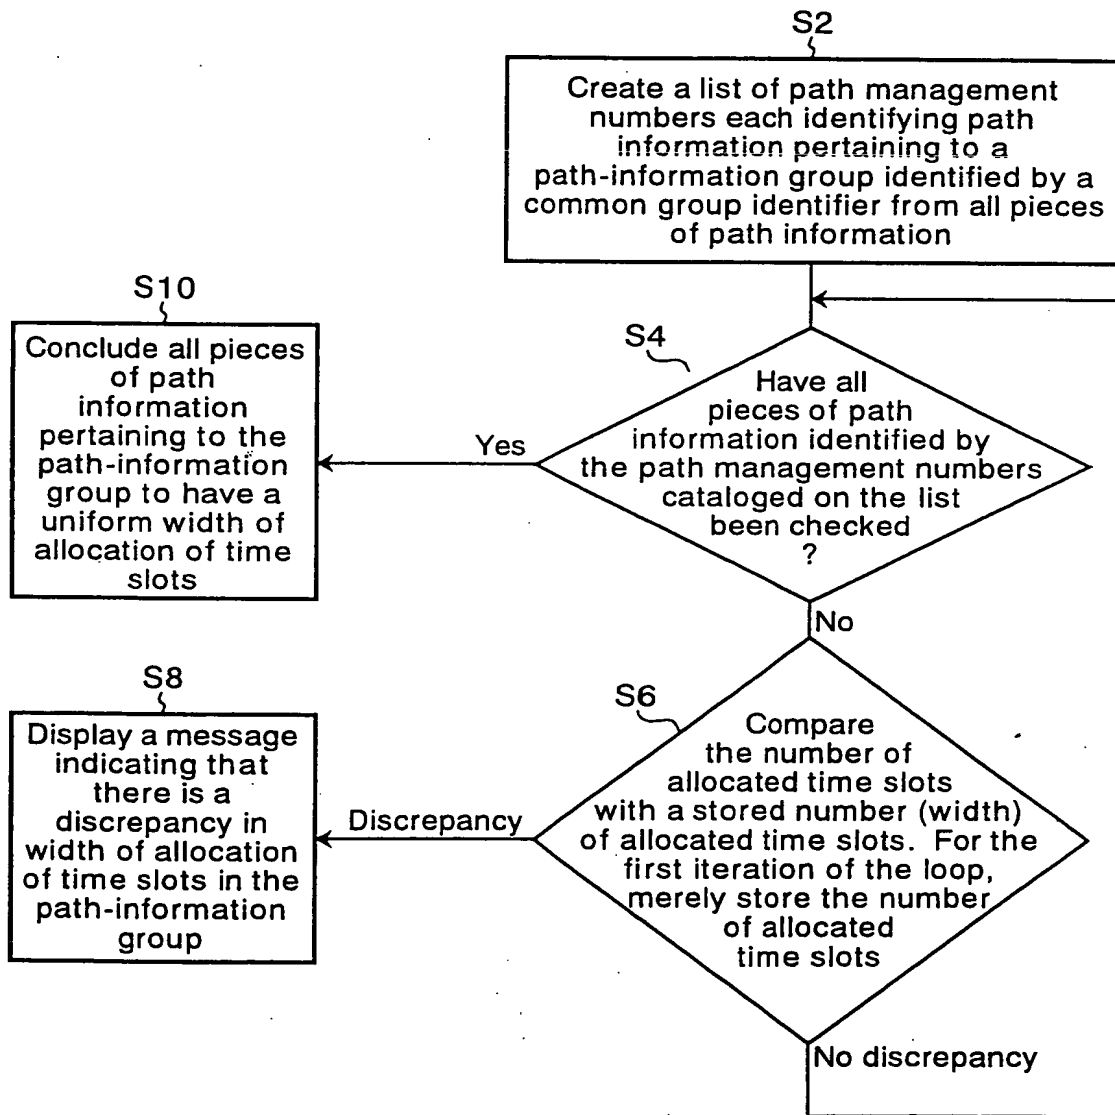 S2
Create a list of path management
numbers each identifying path
information pertaining to a
path-information group identified by a
common group identifier from all pieces
of path information
S10
Conclude all pieces
of path
information
pertaining to the
path-information
group to have a
uniform width of
allocation of time
slots
S4
Have all
pieces of path
information identified by
the path management numbers
cataloged on the list
been checked
?
Yes
No
S8
Display a message
indicating that
there is a
discrepancy in
width of allocation
of time slots in the
path-information
group
S6
Compare
the number of
allocated time slots
with a stored number (width)
of allocated time slots. For the
first iteration of the loop,
merely store the number
of allocated
time slots
Discrepancy
No discrepancy